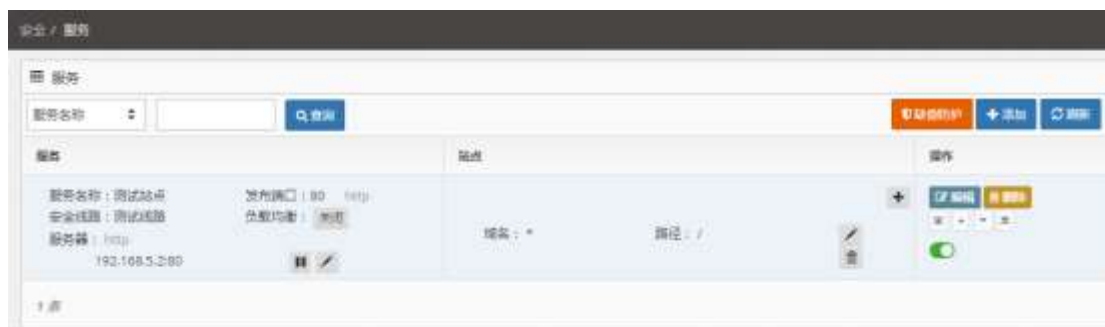 安全 / 服务
服务
服务名称 查询 添加 刷新
服务 站点 操作
服务名称：测试站点 发布端口：80 http
安全线路：测试线路 负载均衡：关闭
服务器：http
192.168.5.2:80
域名：* 路径：/
编辑 删除
1 页